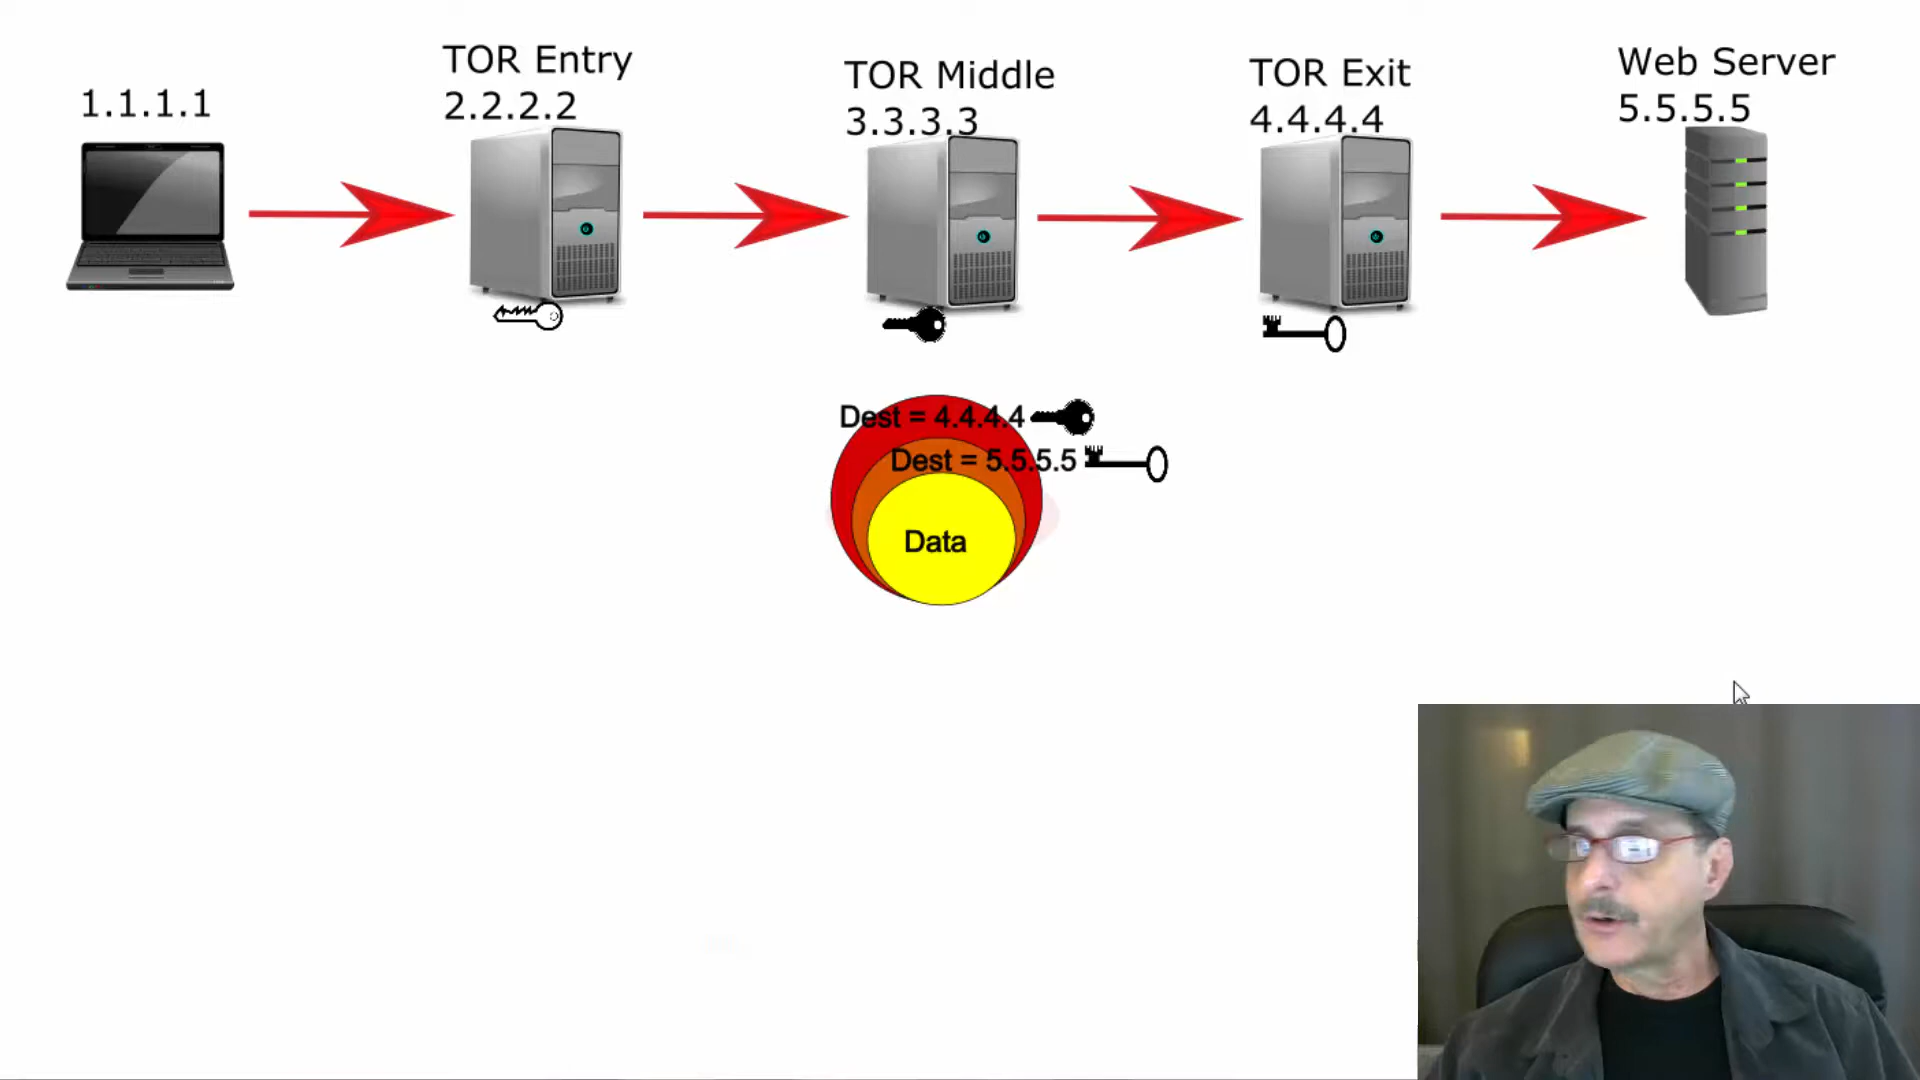 1.1.1.1
TOR Entry
2.2.2.2
TOR Middle
3.3.3.3
TOR Exit
4.4.4.4
Web Server
5.5.5.5
Dest = 4.4.4.4
Dest = 5.5.5.5
Data